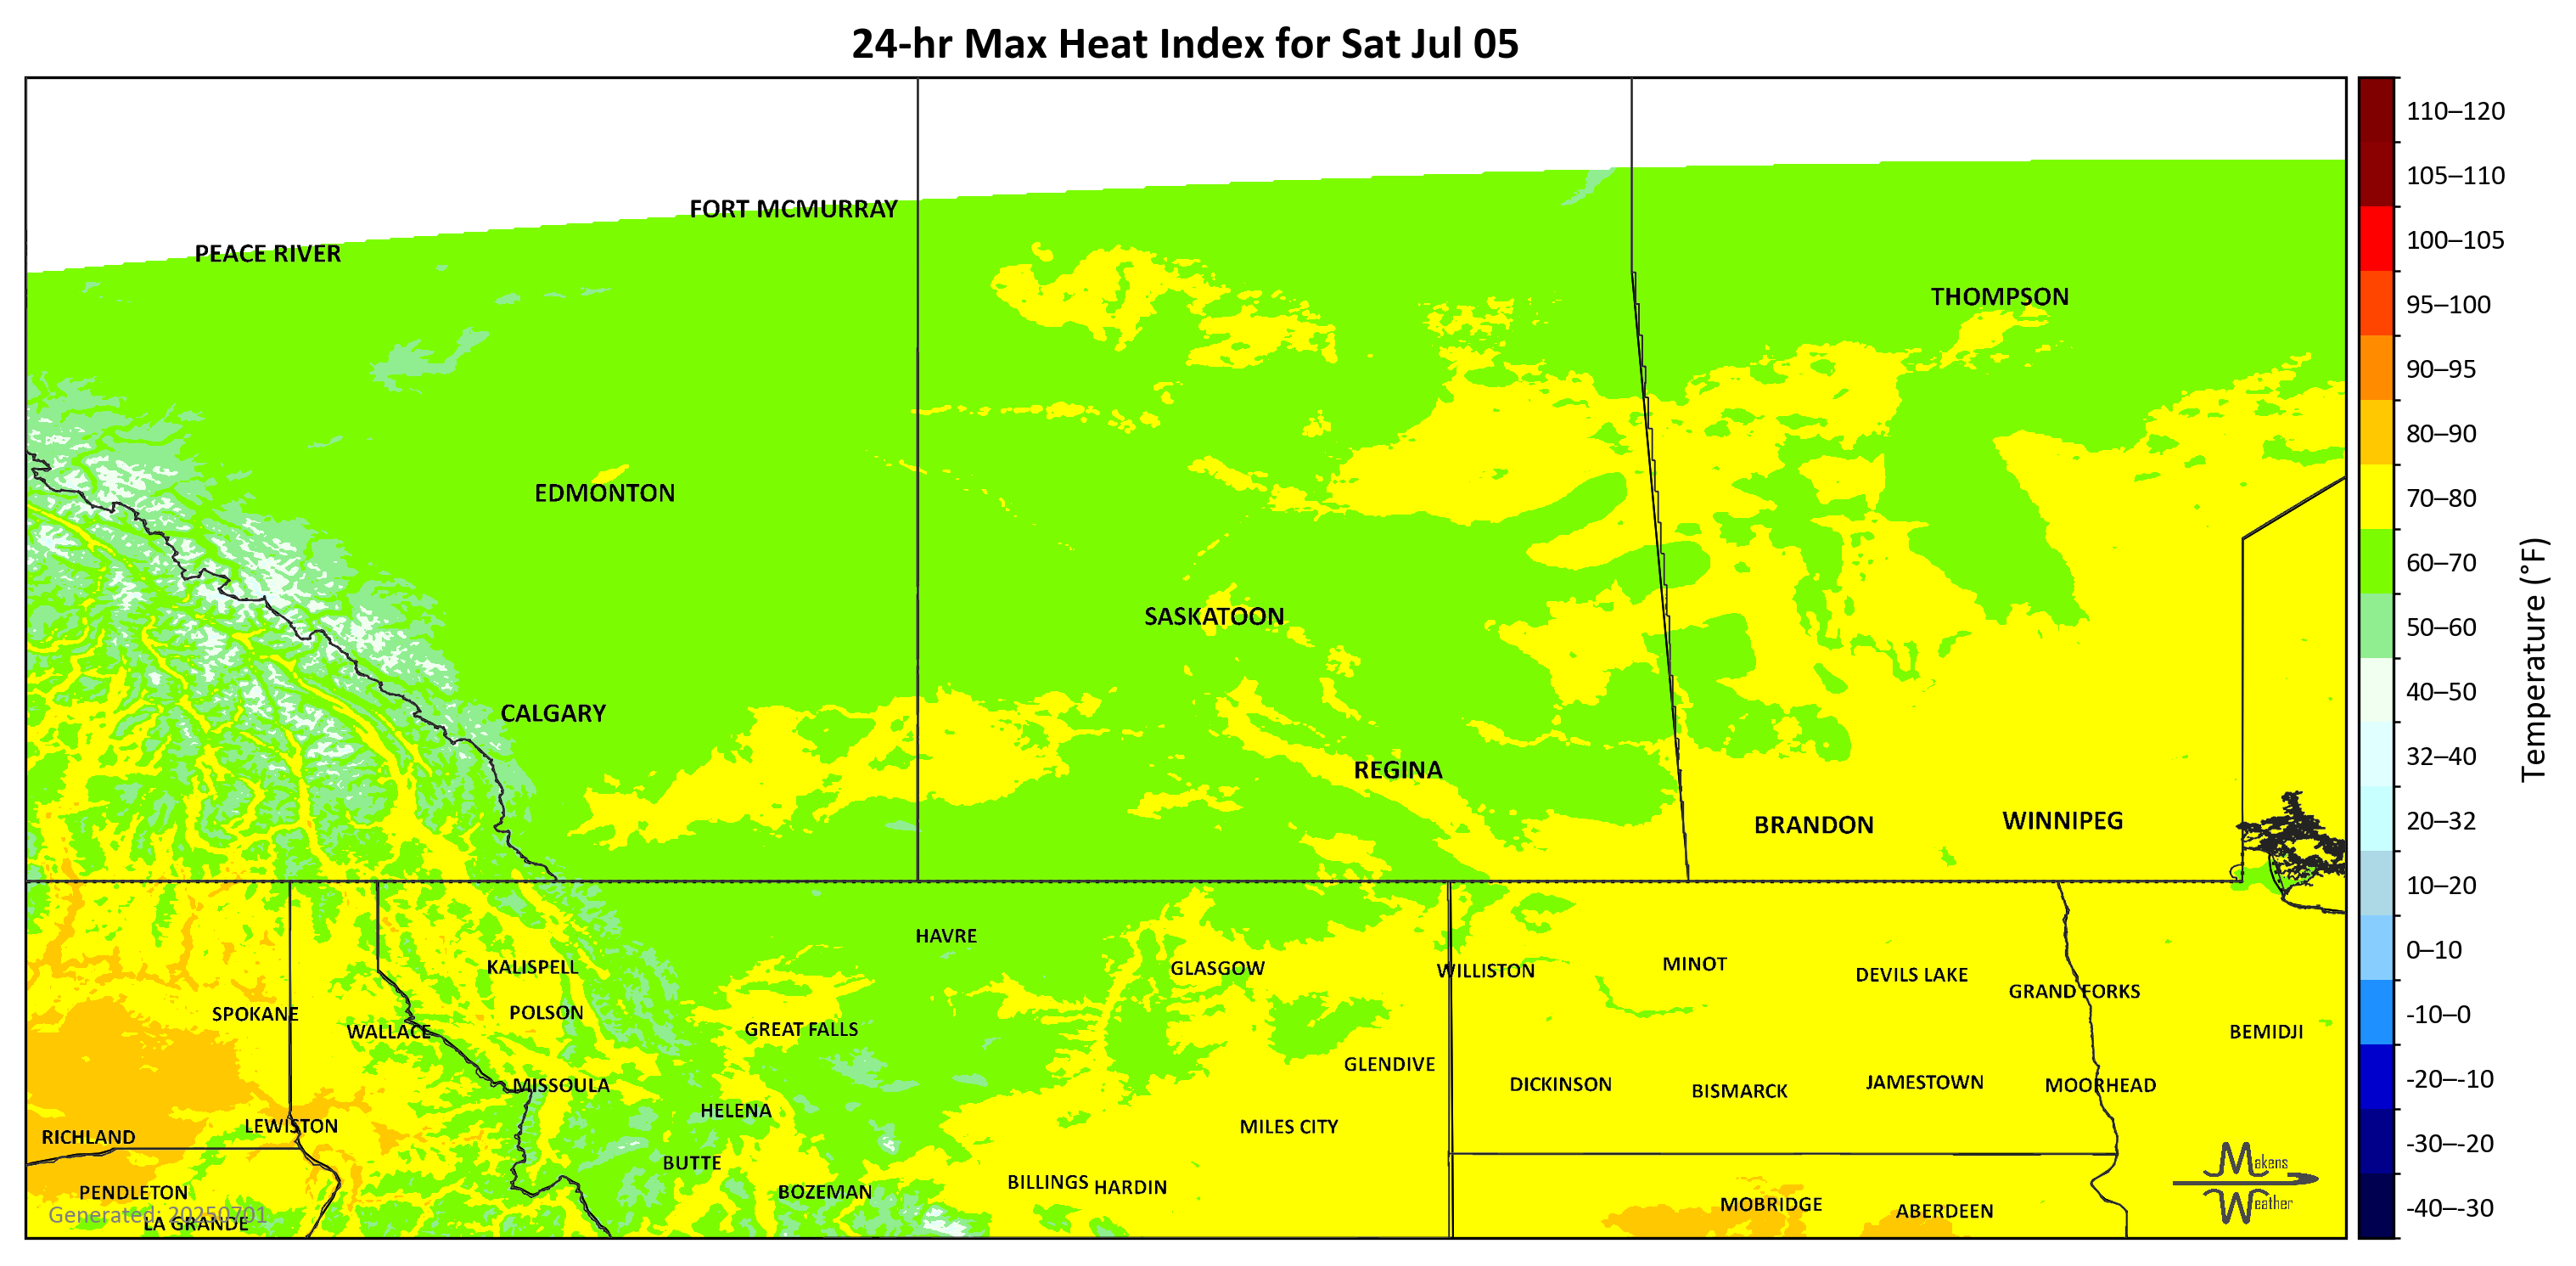 24-hr Max Heat Index for Sat Jul 05
110–120
105–110
100–105
95–100
90–95
80–90
70–80
60–70
50–60
40–50
32–40
20–32
10–20
0–10
-10–0
-20–-10
-30–-20
-40–-30
Temperature (°F)
FORT MCMURRAY
PEACE RIVER
THOMPSON
EDMONTON
SASKATOON
CALGARY
REGINA
BRANDON
WINNIPEG
HAVRE
KALISPELL
GLASGOW
WILLISTON
MINOT
DEVILS LAKE
GRAND FORKS
SPOKANE
POLSON
WALLACE
GREAT FALLS
BEMIDJI
GLENDIVE
MISSOULA
DICKINSON
BISMARCK
JAMESTOWN
MOORHEAD
HELENA
LEWISTON
MILES CITY
RICHLAND
BUTTE
PENDLETON
BOZEMAN
BILLINGS
HARDIN
MOBRIDGE
ABERDEEN
Generated: 20250701
LA GRANDE
Makens
Weather